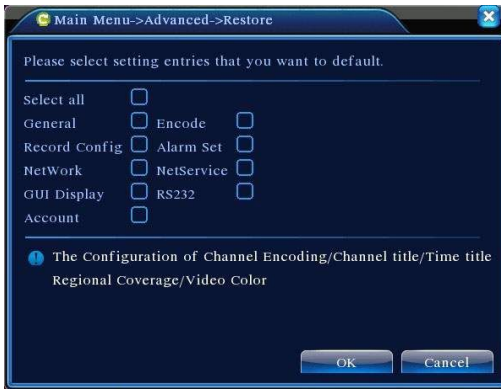 Main Menu->Advanced->Restore
Please select setting entries that you want to default.
Select all
General Encode
Record Config Alarm Set
NetWork NetService
GUI Display RS232
Account
The Configuration of Channel Encoding/Channel title/Time title
Regional Coverage/Video Color
OK Cancel